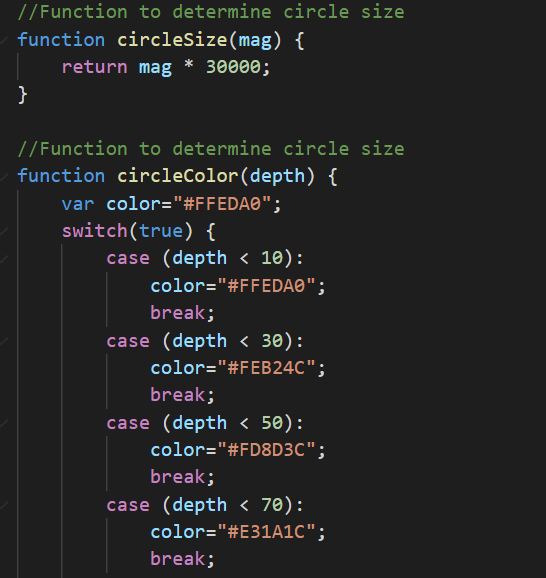 //Function to determine circle size
function circleSize(mag) {
    return mag * 30000;
}

//Function to determine circle size
function circleColor(depth) {
    var color="#FFEDA0";
    switch(true) {
        case (depth < 10):
            color="#FFEDA0";
            break;
        case (depth < 30):
            color="#FEB24C";
            break;
        case (depth < 50):
            color="#FD8D3C";
            break;
        case (depth < 70):
            color="#E31A1C";
            break;